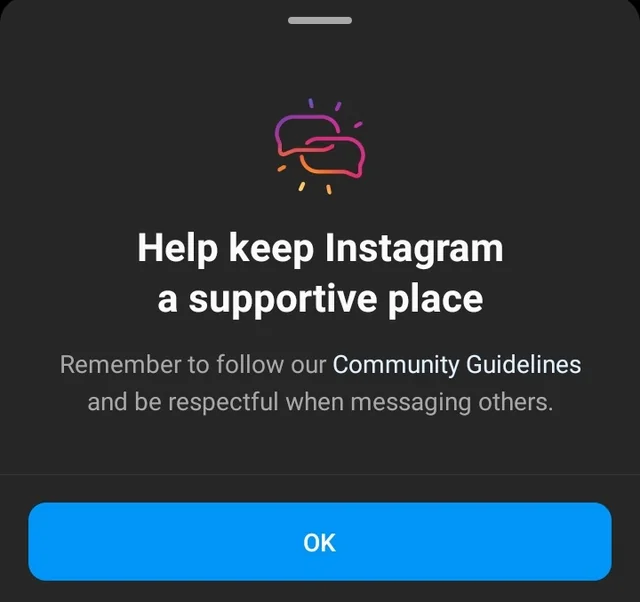 Help keep Instagram
a supportive place
Remember to follow our Community Guidelines
and be respectful when messaging others.
OK